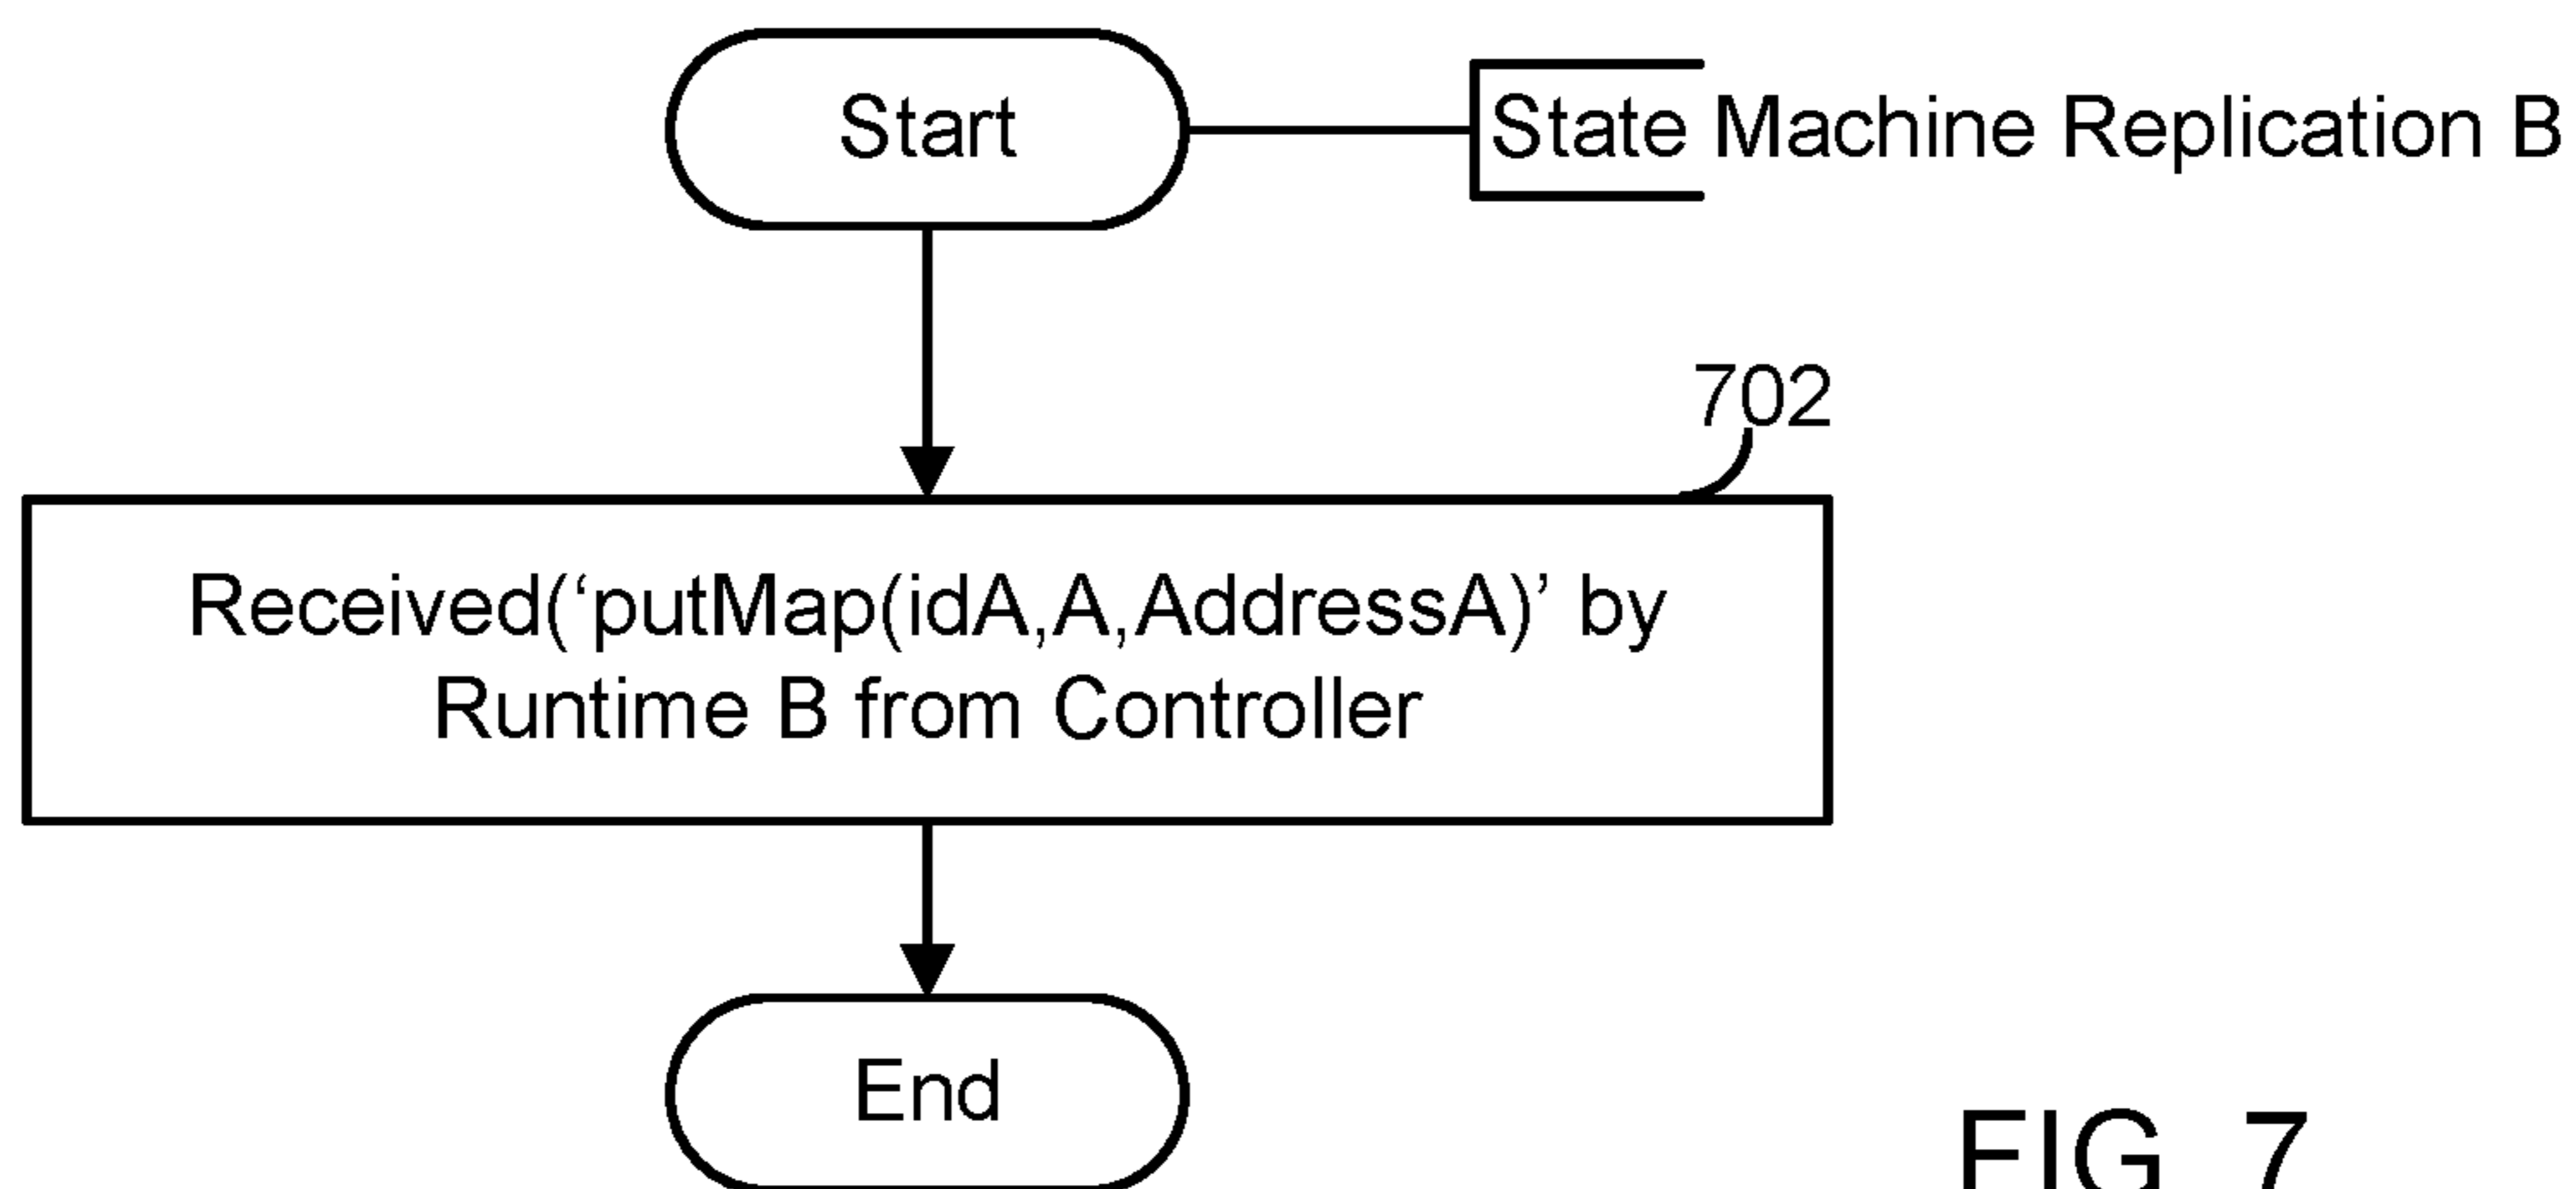 Start
State Machine Replication B
702
Received(‘putMap(idA,A,AddressA)’ by
Runtime B from Controller
End
FIG 7